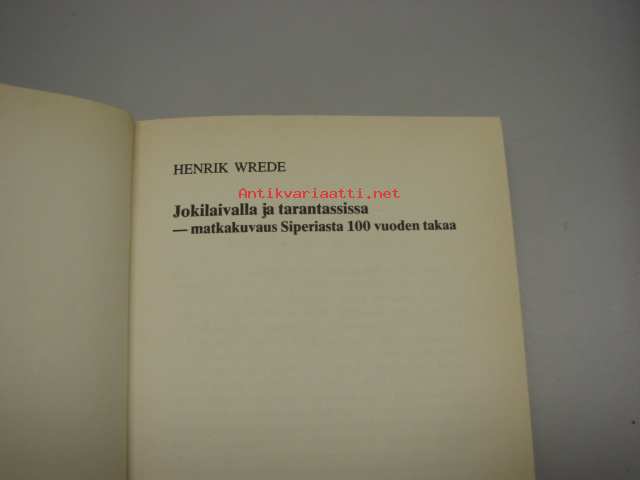 HENRIK WREDE
Antikvariaatti.net
Jokilaivalla ja tarantassissa
— matkakuvaus Siperiasta 100 vuoden takaa